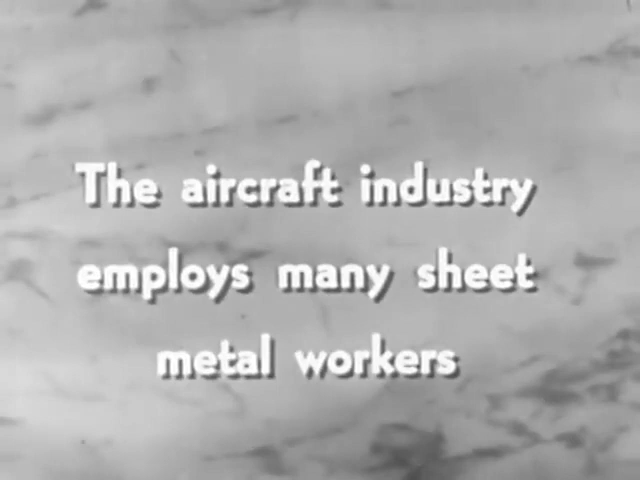 The aircraft industry
employs many sheet
metal workers